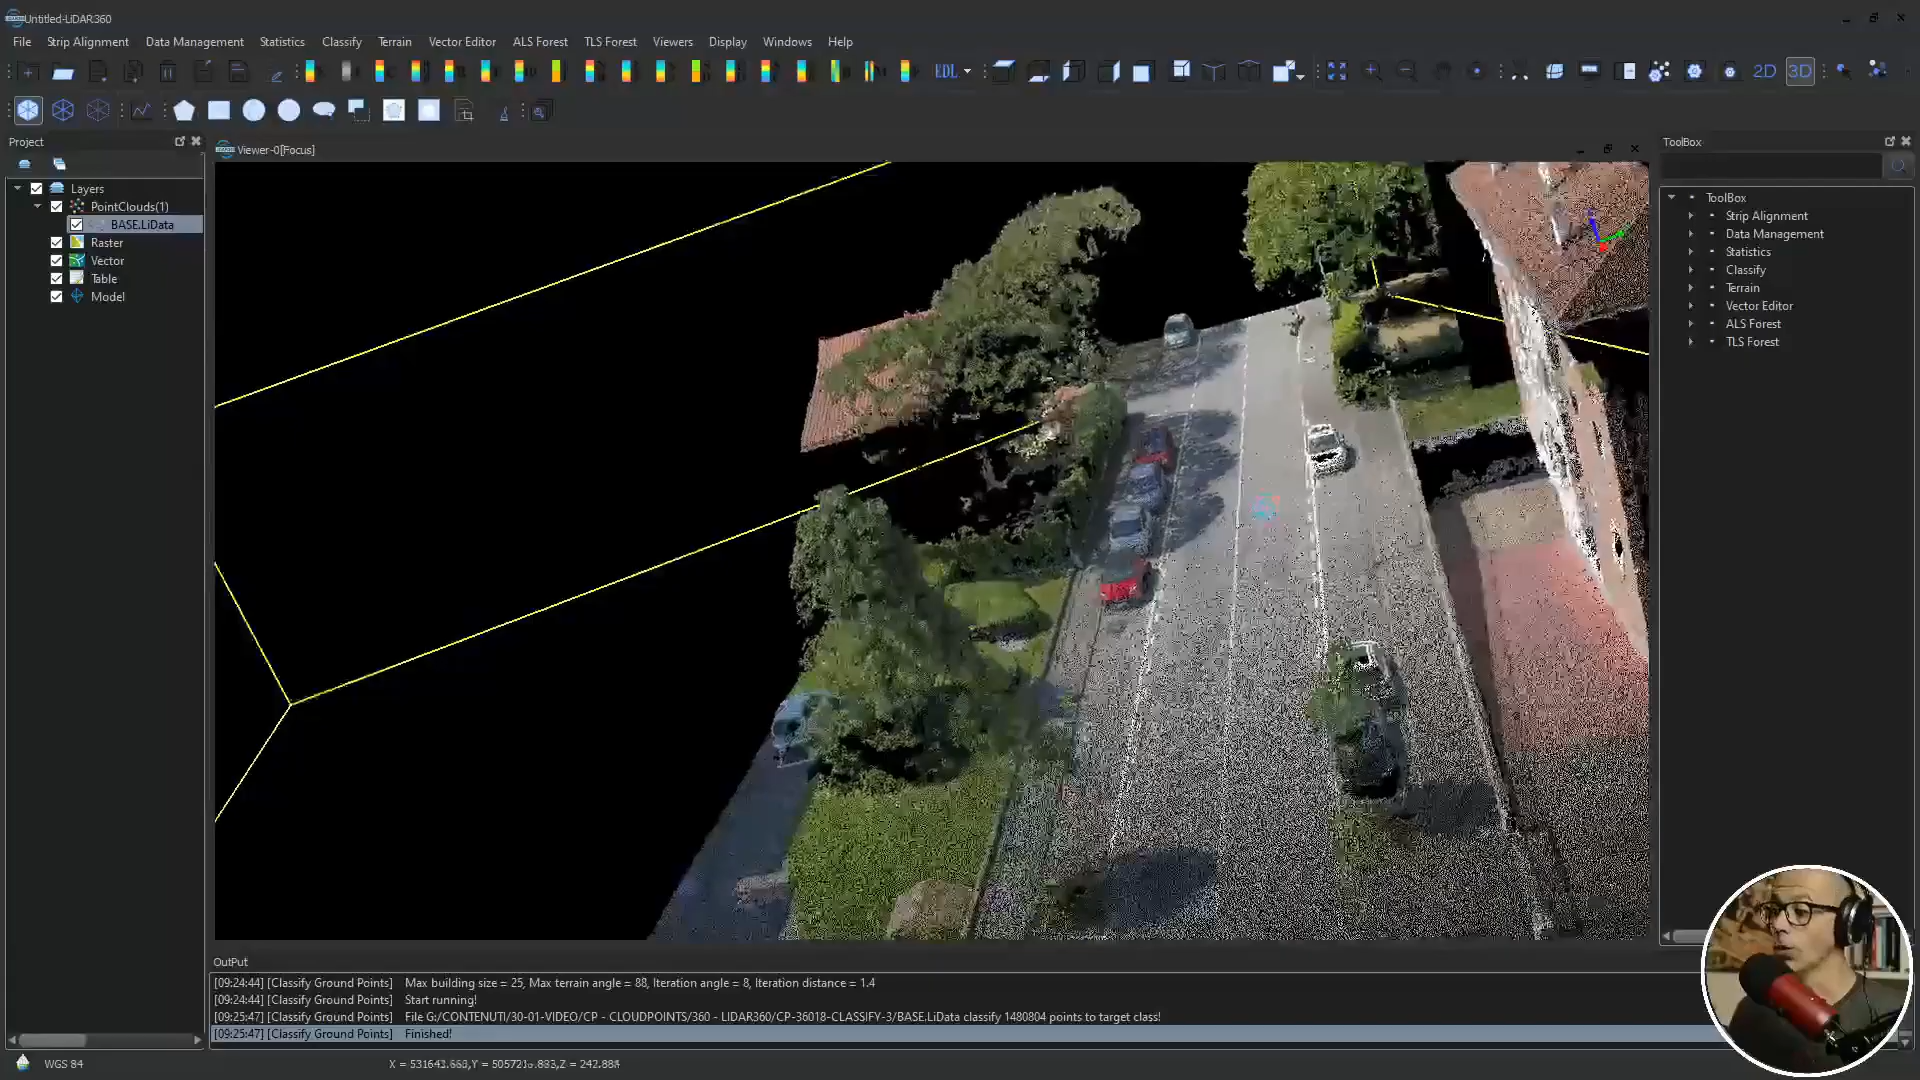 Untitled-LiDAR360
File Strip Alignment Data Management Statistics Classify Terrain Vector Editor ALS Forest TLS Forest Viewers Display Windows Help
EDL 2D 3D
Project
Viewer-0[Focus]
ToolBox
Layers
PointClouds(1)
BASE.LiData
Raster
Vector
Table
Model
ToolBox
Strip Alignment
Data Management
Statistics
Classify
Terrain
Vector Editor
ALS Forest
TLS Forest
OutPut
[09:24:44] [Classify Ground Points] Max building size = 25, Max terrain angle = 88, Iteration angle = 8, Iteration distance = 1.4
[09:24:44] [Classify Ground Points] Start running!
[09:25:47] [Classify Ground Points] File G:/CONTENUTI/30-01-VIDEO/CP - CLOUDPOINTS/360 - LIDAR360/CP-36018-CLASSIFY-3/BASE.LiData classify 1480804 points to target class!
[09:25:47] [Classify Ground Points] Finished!
WGS 84